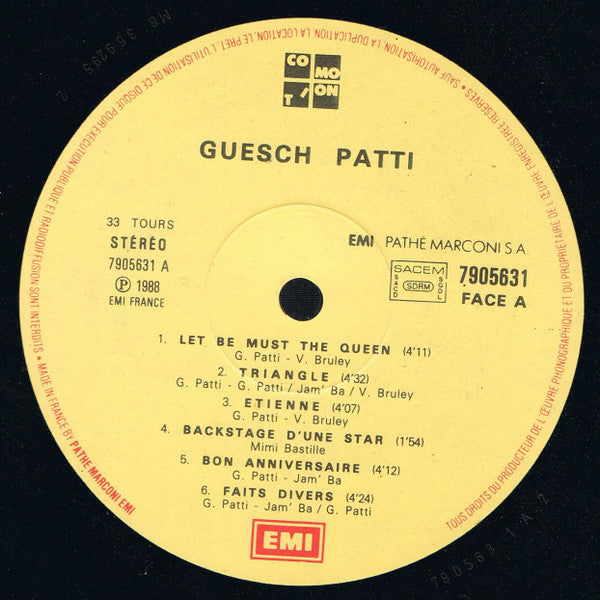 CO
MO
T'
ON
GUESCH PATTI
33 TOURS
STÉRÉO
7905631 A
Ⓟ 1988
EMI FRANCE
EMI PATHÉ MARCONI S.A.
SACEM
SACD
SDRM
SGDL
7905631
FACE A
1. LET BE MUST THE QUEEN (4'11)
G. Patti - V. Bruley
2. TRIANGLE (4'32)
G. Patti - G. Patti / Jam' Ba / V. Bruley
3. ETIENNE (4'07)
G. Patti - V. Bruley
4. BACKSTAGE D'UNE STAR (1'54)
Mimi Bastille
5. BON ANNIVERSAIRE (4'12)
G. Patti - Jam' Ba
6. FAITS DIVERS (4'24)
G. Patti - Jam' Ba / G. Patti
EMI
TOUS DROITS DU PRODUCTEUR DE L'ŒUVRE PHONOGRAPHIQUE ET DU PROPRIETAIRE DE L'ŒUVRE ENREGISTREE RESERVES • SAUF AUTORISATION, LA DUPLICATION, LA LOCATION, LE PRET, L'UTILISATION DE CE DISQUE POUR EXECUTION PUBLIQUE ET RADIODIFFUSION SONT INTERDITS • MADE IN FRANCE BY PATHE MARCONI EMI